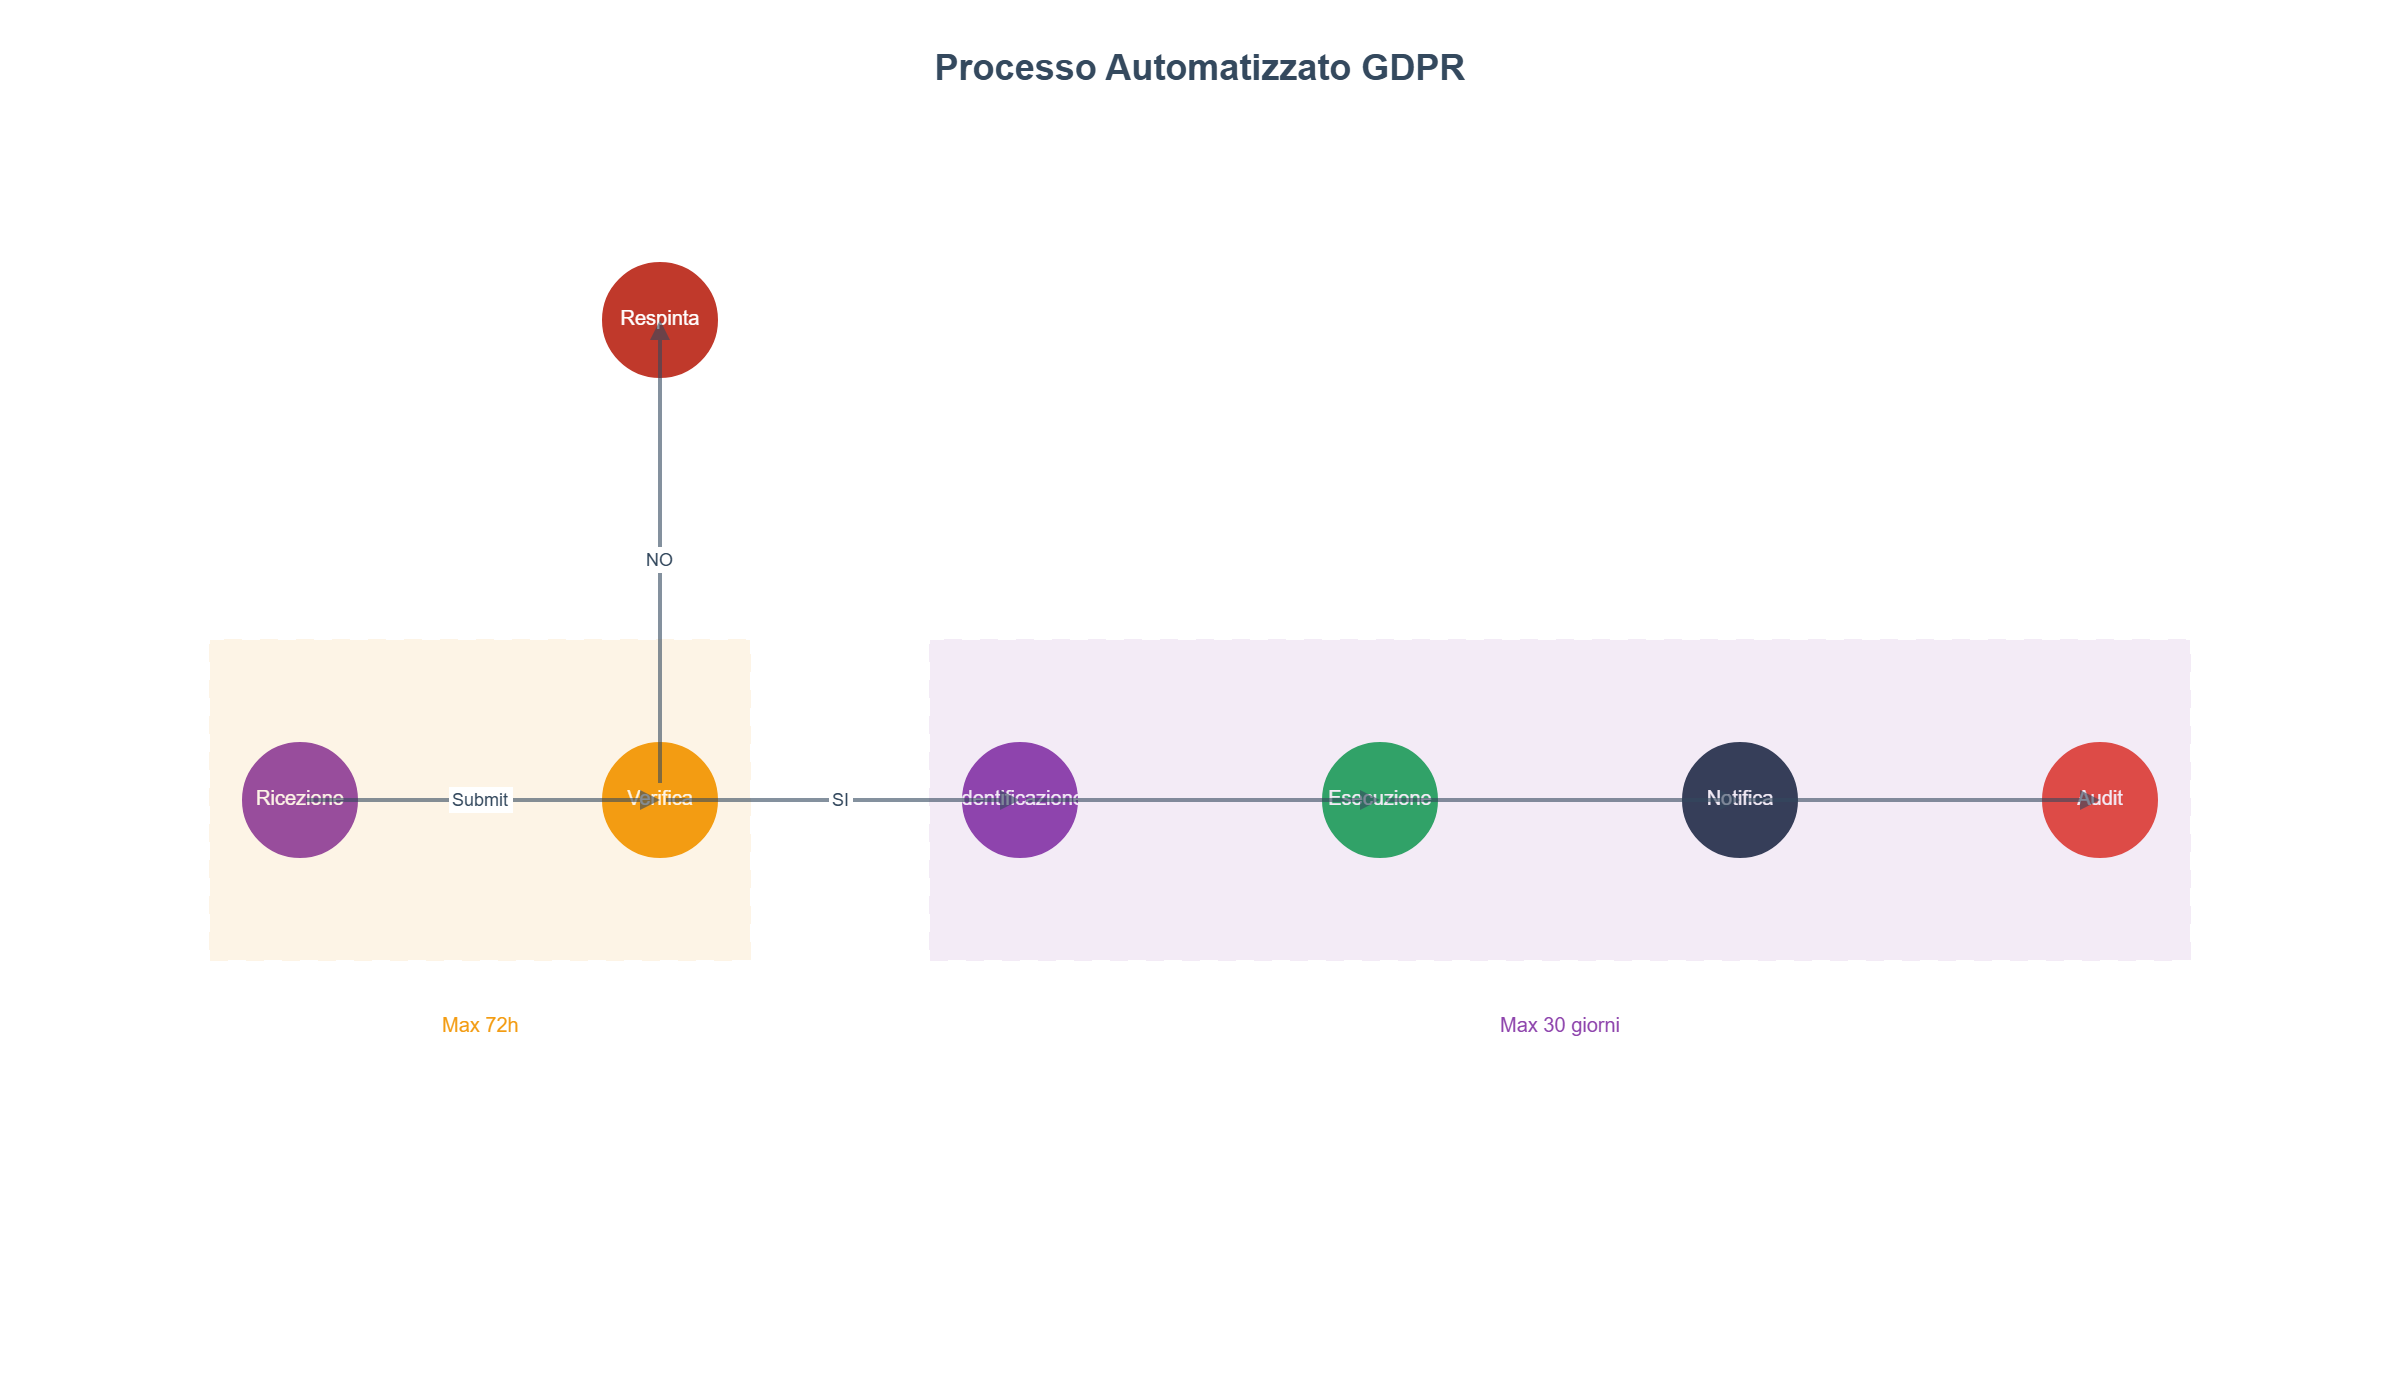 Processo Automatizzato GDPR
Respinta
NO
Ricezione
Submit
Verifica
SI
dentificazione
Esecuzione
Notifica
Audit
Max 72h
Max 30 giorni